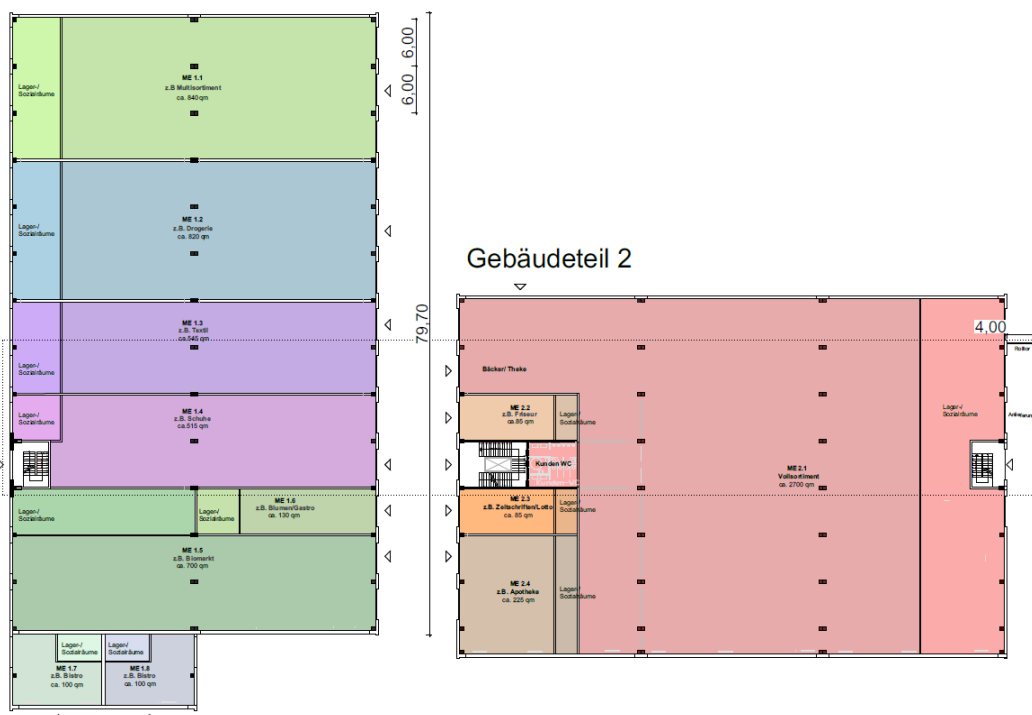 ME 1.1
z.B Multisortiment
ca. 840qm
Lager-/
Sozialräume
6,00
6,00
ME 1.2
z.B. Drogerie
ca. 820 qm
Lager-/
Sozialräume
79,70
ME 1.3
z.B. Textil
ca.545 qm
Lager-/
Sozialräume
ME 1.4
z.B. Schuhe
ca.515 qm
Lager-/
Sozialräume
ME 1.6
z.B. Blumen/Gastro
ca. 130 qm
Lager-/
Sozialräume
Lager-/
Sozialräume
ME 1.5
z.B. Biomarkt
ca. 700 qm
Lager-/
Sozialräume
Lager-/
Sozialräume
ME 1.7
z.B. Bistro
ca. 100 qm
ME 1.8
z.B. Bistro
ca. 100 qm
Gebäudeteil 2
4,00
Bäcker/ Theke
ME 2.2
z.B. Friseur
ca.85 qm
Lager-/
Sozialräume
Kunden WC
ME 2.1
Vollsortiment
ca. 2700 qm
Lager-/
Sozialräume
ME 2.3
z.B. Zeitschriften/Lotto
ca. 85 qm
Lager-/
Sozialräume
ME 2.4
z.B. Apotheke
ca. 225 qm
Lager-/
Sozialräume